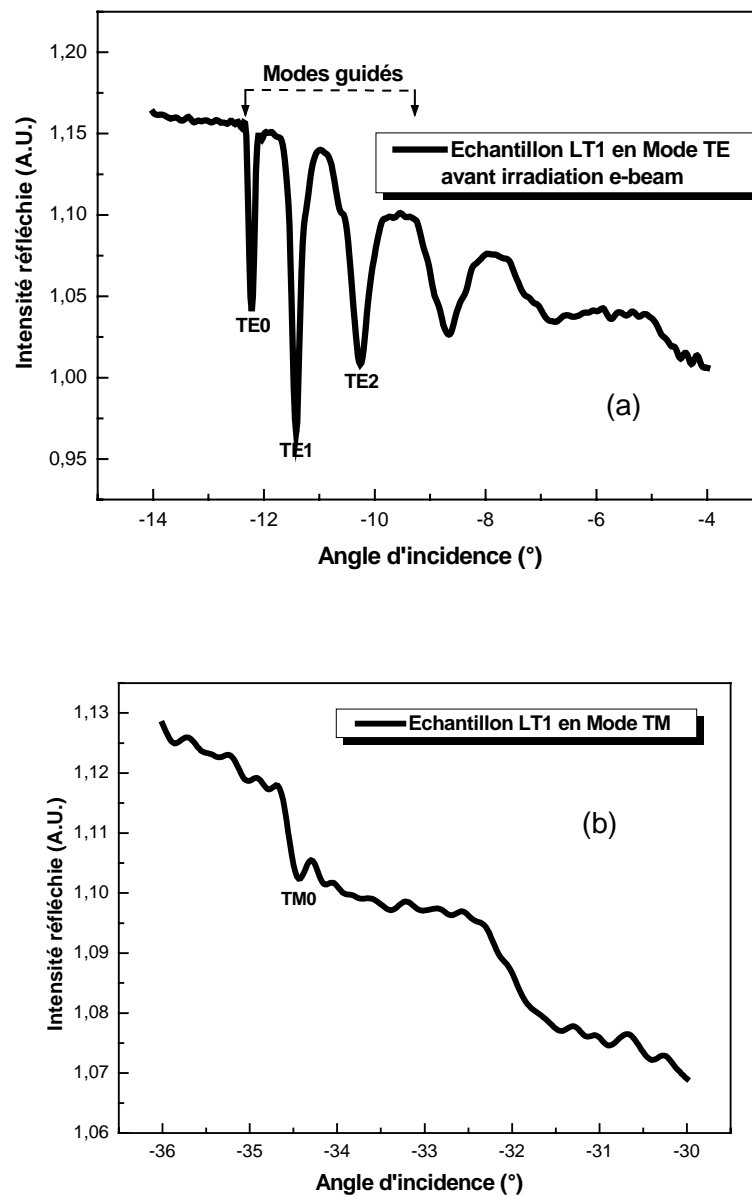 1,20
1,15
1,10
1,05
1,00
0,95
Intensité réfléchie (A.U.)
Modes guidés
Echantillon LT1 en Mode TE
avant irradiation e-beam
TE0
TE1
TE2
(a)
-14 -12 -10 -8 -6 -4
Angle d'incidence (°)
1,13
1,12
1,11
1,10
1,09
1,08
1,07
1,06
Intensité réfléchie (A.U.)
Echantillon LT1 en Mode TM
(b)
TM0
-36 -35 -34 -33 -32 -31 -30
Angle d'incidence (°)